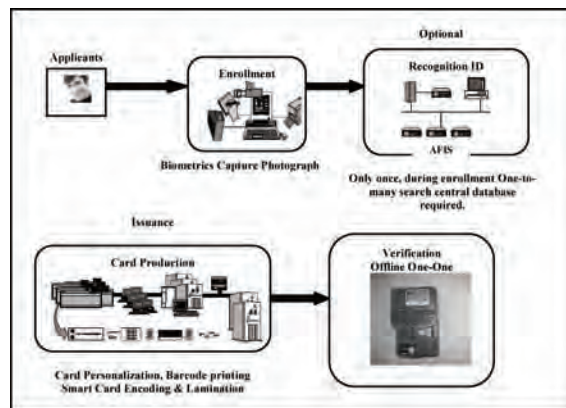 Optional
Applicants
Enrollment
Recognition ID
AFIS
Biometrics Capture Photograph
Only once, during enrollment One-to-
many search central database
required.
Issuance
Card Production
Verification
Offline One-One
Card Personalization, Barcode printing
Smart Card Encoding & Lamination